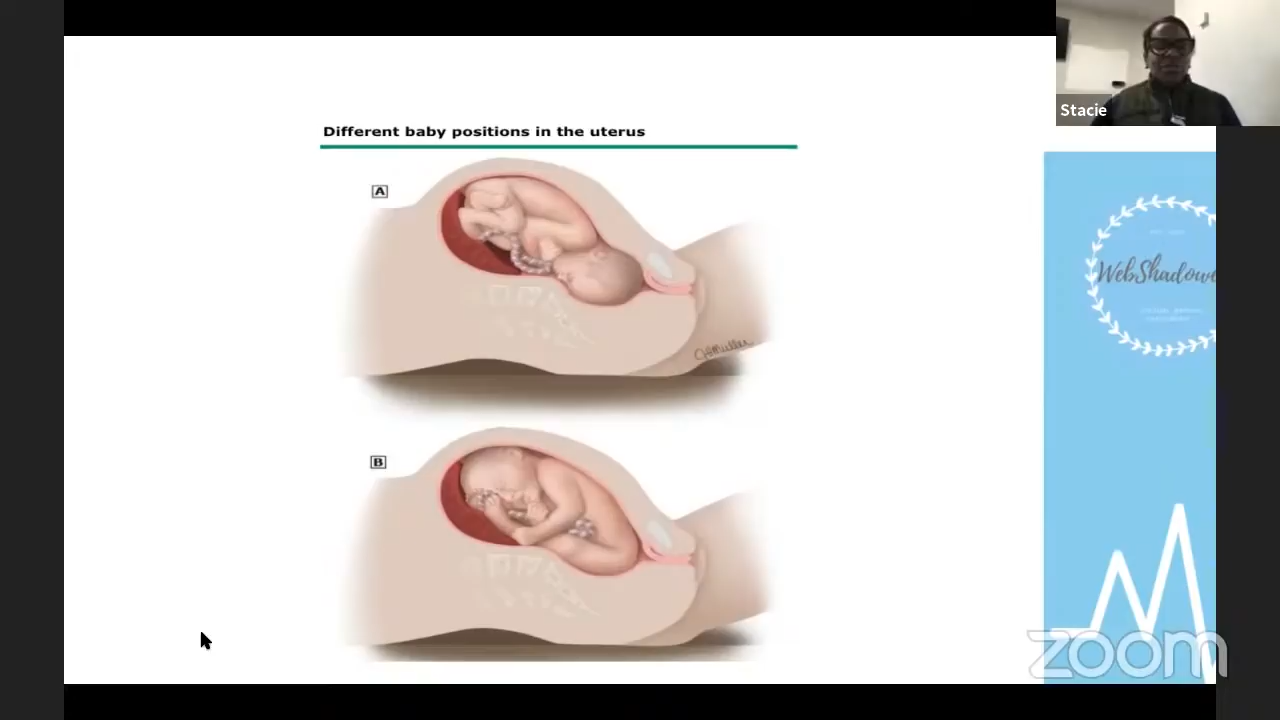 Stacie
Different baby positions in the uterus
A
WebShadowe
B
zoom